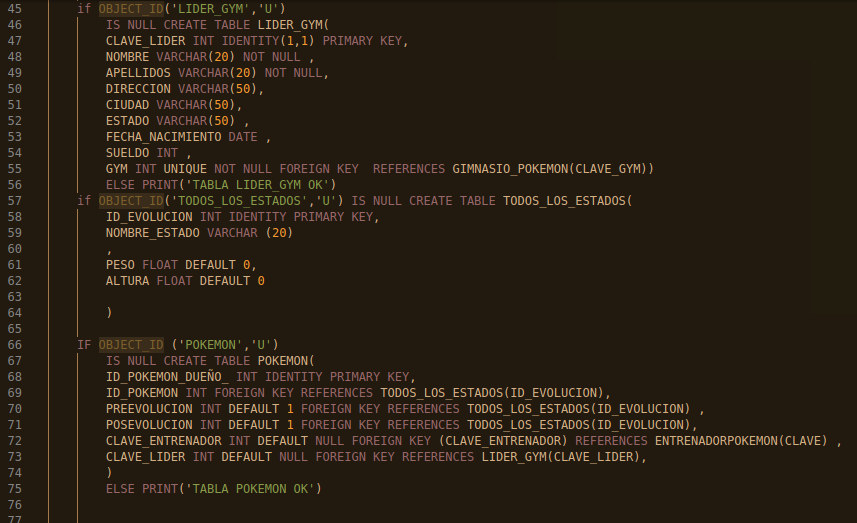 45 if OBJECT_ID('LIDER_GYM','U')
46 IS NULL CREATE TABLE LIDER_GYM(
47 CLAVE_LIDER INT IDENTITY(1,1) PRIMARY KEY,
48 NOMBRE VARCHAR(20) NOT NULL ,
49 APELLIDOS VARCHAR(20) NOT NULL,
50 DIRECCION VARCHAR(50),
51 CIUDAD VARCHAR(50),
52 ESTADO VARCHAR(50) ,
53 FECHA_NACIMIENTO DATE ,
54 SUELDO INT ,
55 GYM INT UNIQUE NOT NULL FOREIGN KEY  REFERENCES GIMNASIO_POKEMON(CLAVE_GYM))
56 ELSE PRINT('TABLA LIDER_GYM OK')
57 if OBJECT_ID('TODOS_LOS_ESTADOS','U') IS NULL CREATE TABLE TODOS_LOS_ESTADOS(
58 ID_EVOLUCION INT IDENTITY PRIMARY KEY,
59 NOMBRE_ESTADO VARCHAR (20)
60 ,
61 PESO FLOAT DEFAULT 0,
62 ALTURA FLOAT DEFAULT 0
63
64 )
65
66 IF OBJECT_ID ('POKEMON','U')
67 IS NULL CREATE TABLE POKEMON(
68 ID_POKEMON_DUEÑO_ INT IDENTITY PRIMARY KEY,
69 ID_POKEMON INT FOREIGN KEY REFERENCES TODOS_LOS_ESTADOS(ID_EVOLUCION),
70 PREEVOLUCION INT DEFAULT 1 FOREIGN KEY REFERENCES TODOS_LOS_ESTADOS(ID_EVOLUCION) ,
71 POSEVOLUCION INT DEFAULT 1 FOREIGN KEY REFERENCES TODOS_LOS_ESTADOS(ID_EVOLUCION),
72 CLAVE_ENTRENADOR INT DEFAULT NULL FOREIGN KEY (CLAVE_ENTRENADOR) REFERENCES ENTRENADORPOKEMON(CLAVE) ,
73 CLAVE_LIDER INT DEFAULT NULL FOREIGN KEY REFERENCES LIDER_GYM(CLAVE_LIDER),
74 )
75 ELSE PRINT('TABLA POKEMON OK')
76
77